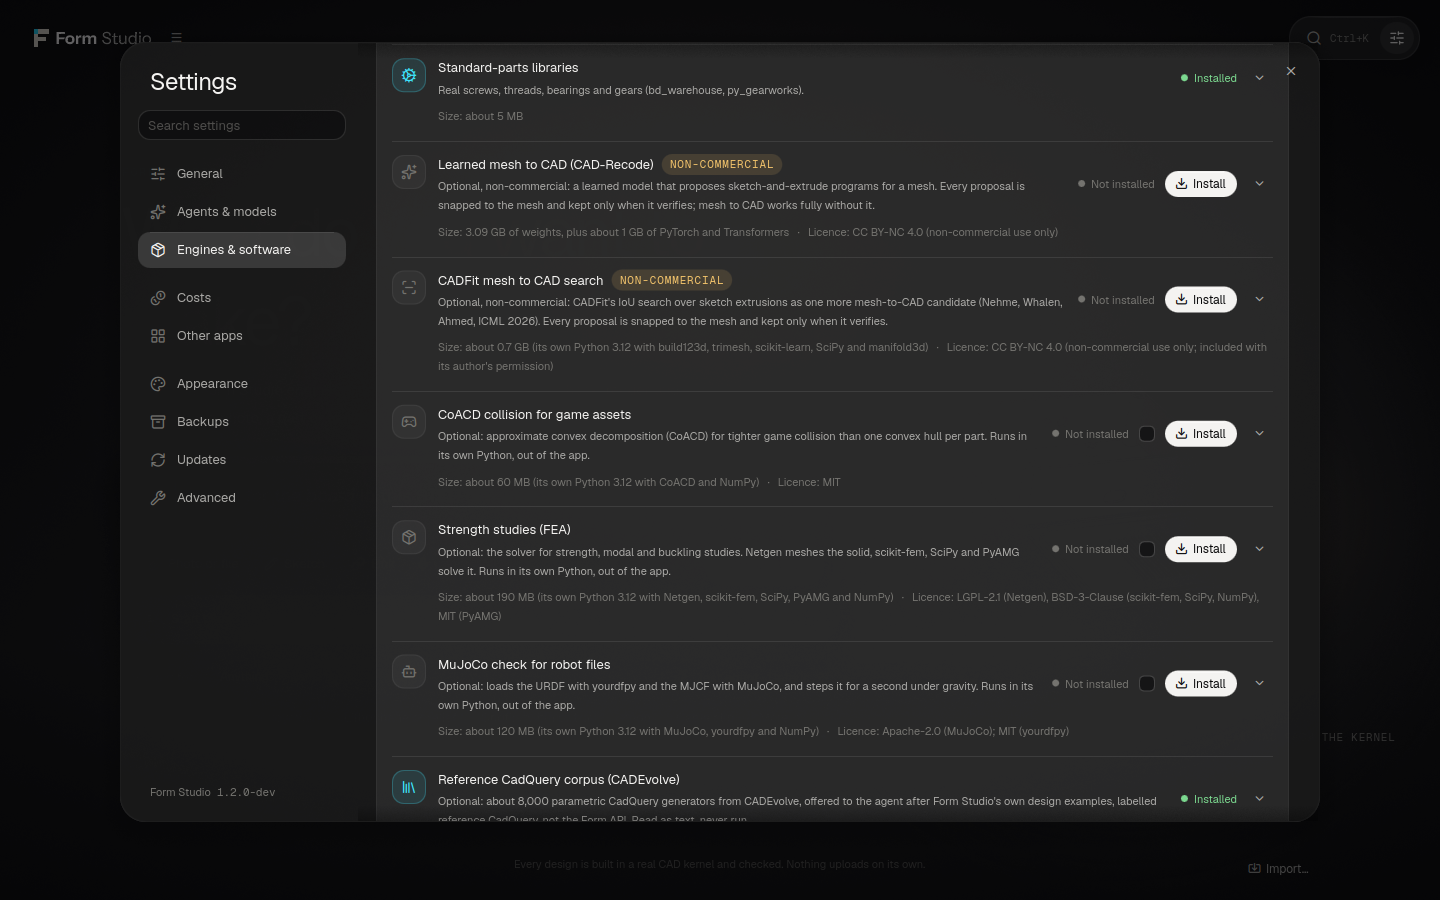 Form Studio
Ctrl+K
Settings
Search settings
General
Agents & models
Engines & software
Costs
Other apps
Appearance
Backups
Updates
Advanced
Form Studio 1.2.0-dev
Standard-parts libraries
Real screws, threads, bearings and gears (bd_warehouse, py_gearworks).
Size: about 5 MB
Installed
Learned mesh to CAD (CAD-Recode) NON-COMMERCIAL
Optional, non-commercial: a learned model that proposes sketch-and-extrude programs for a mesh. Every proposal is
snapped to the mesh and kept only when it verifies; mesh to CAD works fully without it.
Size: 3.09 GB of weights, plus about 1 GB of PyTorch and Transformers · Licence: CC BY-NC 4.0 (non-commercial use only)
Not installed Install
CADFit mesh to CAD search NON-COMMERCIAL
Optional, non-commercial: CADFit's IoU search over sketch extrusions as one more mesh-to-CAD candidate (Nehme, Whalen,
Ahmed, ICML 2026). Every proposal is snapped to the mesh and kept only when it verifies.
Size: about 0.7 GB (its own Python 3.12 with build123d, trimesh, scikit-learn, SciPy and manifold3d) · Licence: CC BY-NC 4.0 (non-commercial use only; included with
its author's permission)
Not installed Install
CoACD collision for game assets
Optional: approximate convex decomposition (CoACD) for tighter game collision than one convex hull per part. Runs in
its own Python, out of the app.
Size: about 60 MB (its own Python 3.12 with CoACD and NumPy) · Licence: MIT
Not installed Install
Strength studies (FEA)
Optional: the solver for strength, modal and buckling studies. Netgen meshes the solid, scikit-fem, SciPy and PyAMG
solve it. Runs in its own Python, out of the app.
Size: about 190 MB (its own Python 3.12 with Netgen, scikit-fem, SciPy, PyAMG and NumPy) · Licence: LGPL-2.1 (Netgen), BSD-3-Clause (scikit-fem, SciPy, NumPy),
MIT (PyAMG)
Not installed Install
MuJoCo check for robot files
Optional: loads the URDF with yourdfpy and the MJCF with MuJoCo, and steps it for a second under gravity. Runs in its
own Python, out of the app.
Size: about 120 MB (its own Python 3.12 with MuJoCo, yourdfpy and NumPy) · Licence: Apache-2.0 (MuJoCo); MIT (yourdfpy)
Not installed Install
Reference CadQuery corpus (CADEvolve)
Optional: about 8,000 parametric CadQuery generators from CADEvolve, offered to the agent after Form Studio's own design examples, labelled
reference CadQuery, not the Form API. Read as text, never run.
Installed
THE KERNEL
Every design is built in a real CAD kernel and checked. Nothing uploads on its own.
Import...